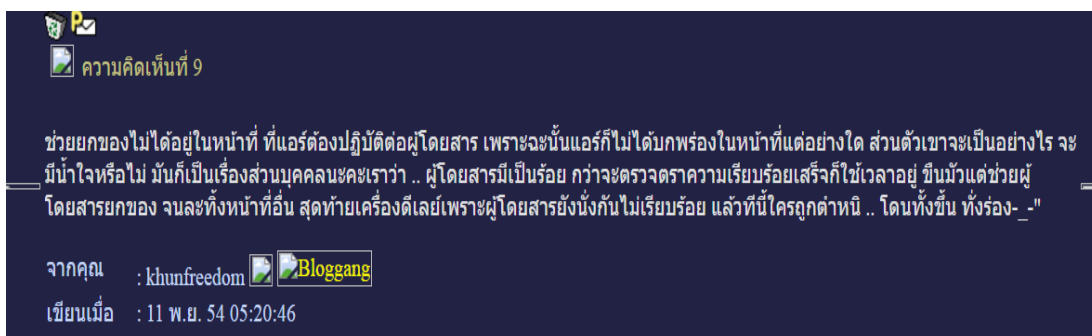 ความคิดเห็นที่ 9
ช่วยยกของไม่ได้อยู่ในหน้าที่ ที่แอร์ต้องปฏิบัติต่อผู้โดยสาร เพราะฉะนั้นแอร์ก็ไม่ได้บกพร่องในหน้าที่แต่อย่างใด ส่วนตัวเขาจะเป็นอย่างไร จะ
มีน้ำใจหรือไม่ มันก็เป็นเรื่องส่วนบุคคลนะคะเราว่า .. ผู้โดยสารมีเป็นร้อย กว่าจะตรวจตราความเรียบร้อยเสร็จก็ใช้เวลาอยู่ ขืนมัวแต่ช่วยผู้
โดยสารยกของ จนละทิ้งหน้าที่อื่น สุดท้ายเครื่องดีเลย์เพราะผู้โดยสารยังนั่งกันไม่เรียบร้อย แล้วทีนี้ใครถูกตำหนิ .. โดนทั้งขึ้น ทั้งร่อง-_-"
จากคุณ : khunfreedom Bloggang
เขียนเมื่อ : 11 พ.ย. 54 05:20:46